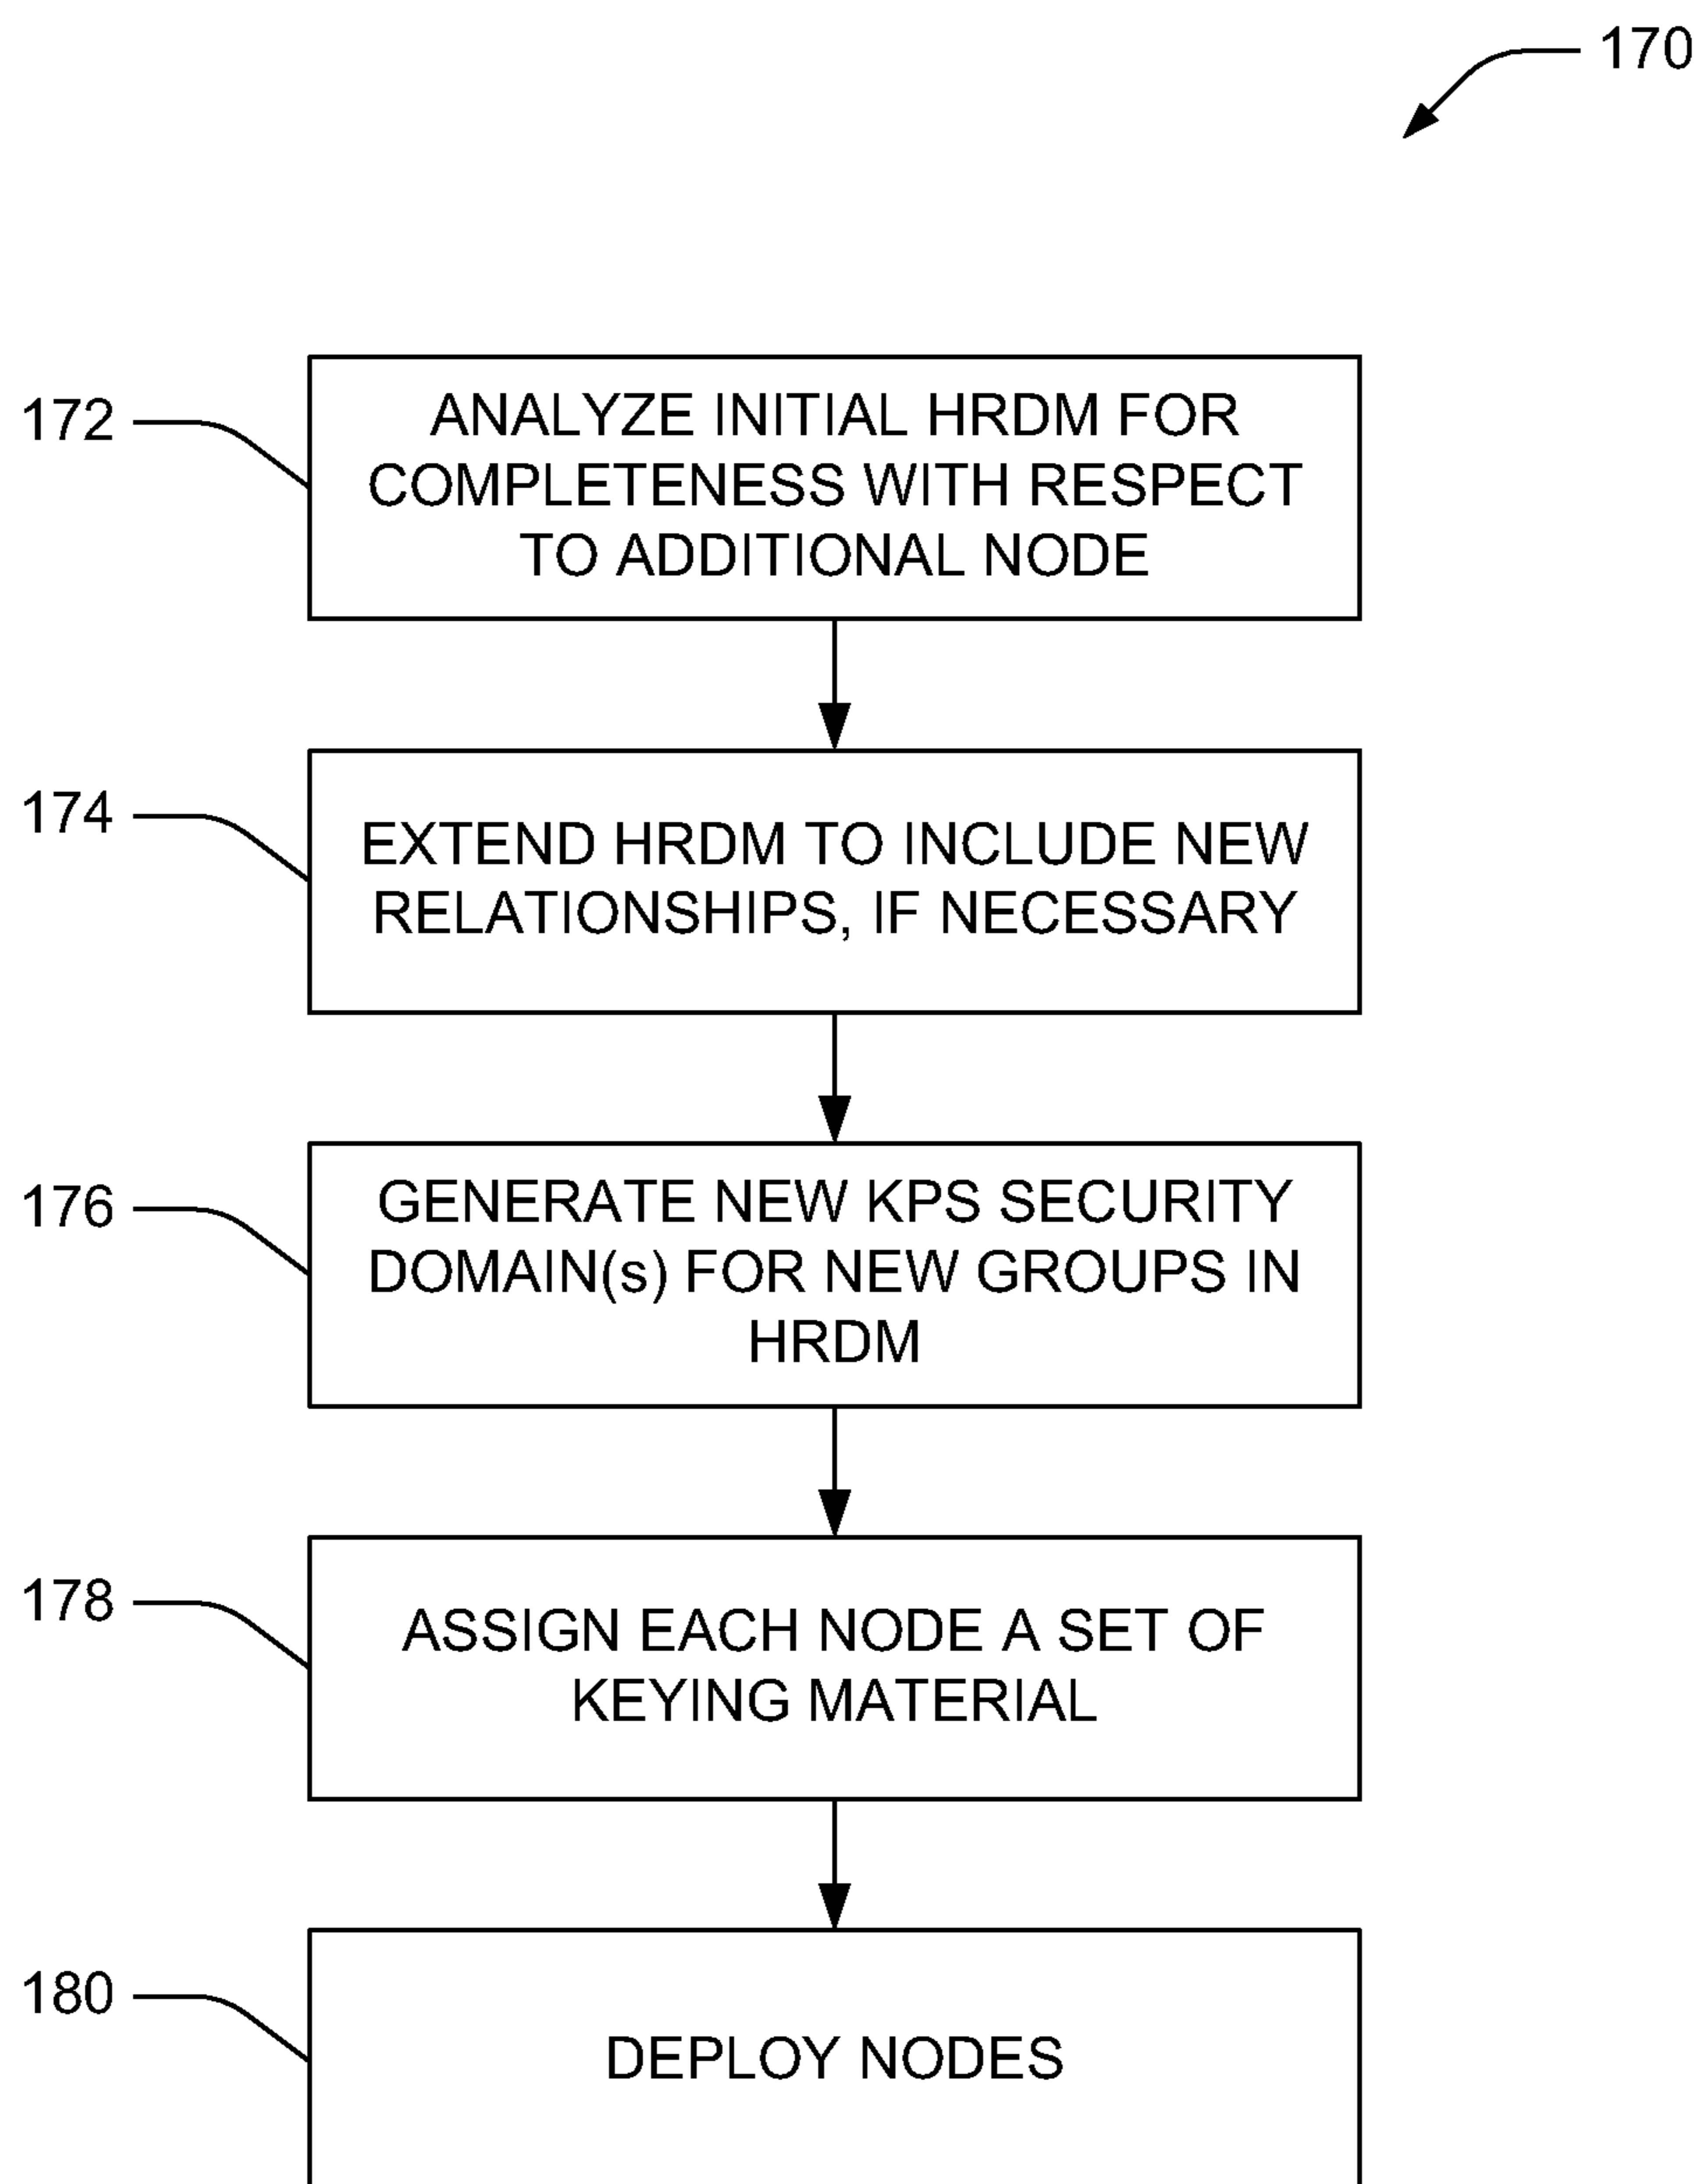 170
172
ANALYZE INITIAL HRDM FOR
COMPLETENESS WITH RESPECT
TO ADDITIONAL NODE
174
EXTEND HRDM TO INCLUDE NEW
RELATIONSHIPS, IF NECESSARY
176
GENERATE NEW KPS SECURITY
DOMAIN(s) FOR NEW GROUPS IN
HRDM
178
ASSIGN EACH NODE A SET OF
KEYING MATERIAL
180
DEPLOY NODES